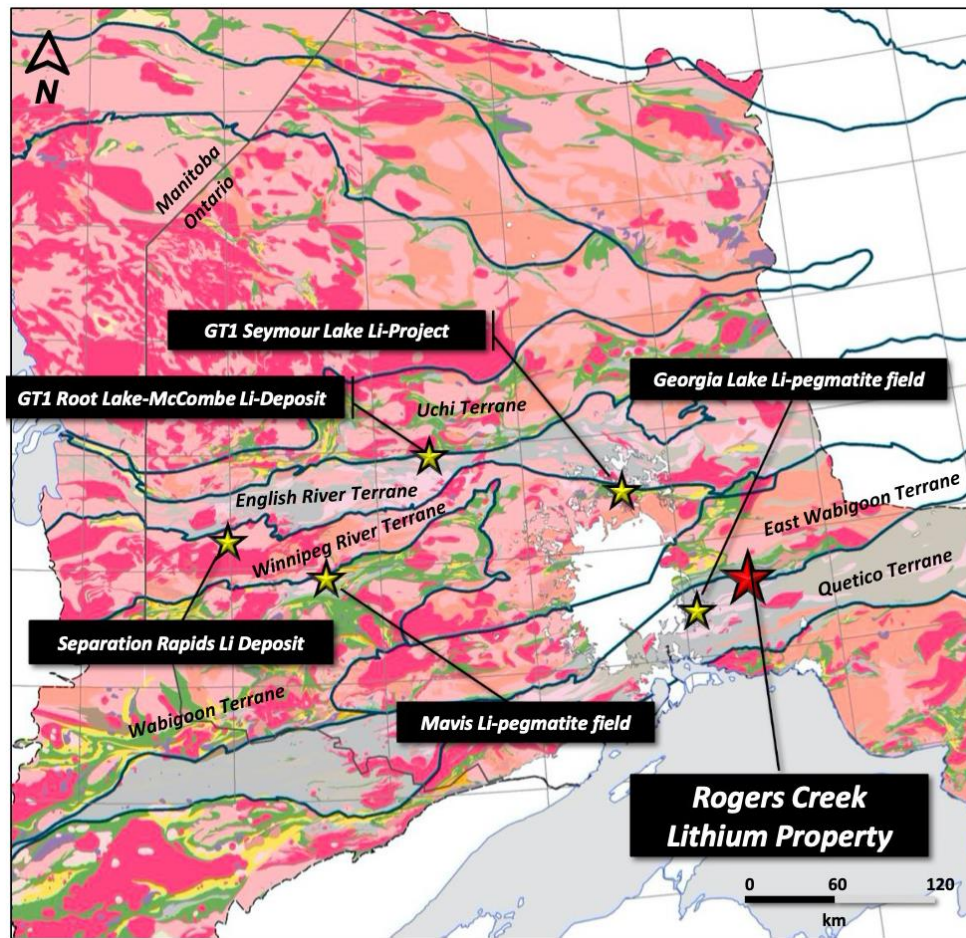 N
Manitoba
Ontario
GT1 Seymour Lake Li-Project
Georgia Lake Li-pegmatite field
GT1 Root Lake-McCombe Li-Deposit
Uchi Terrane
English River Terrane
East Wabigoon Terrane
Winnipeg River Terrane
Quetico Terrane
Separation Rapids Li Deposit
Wabigoon Terrane
Mavis Li-pegmatite field
Rogers Creek
Lithium Property
0 60 120
km